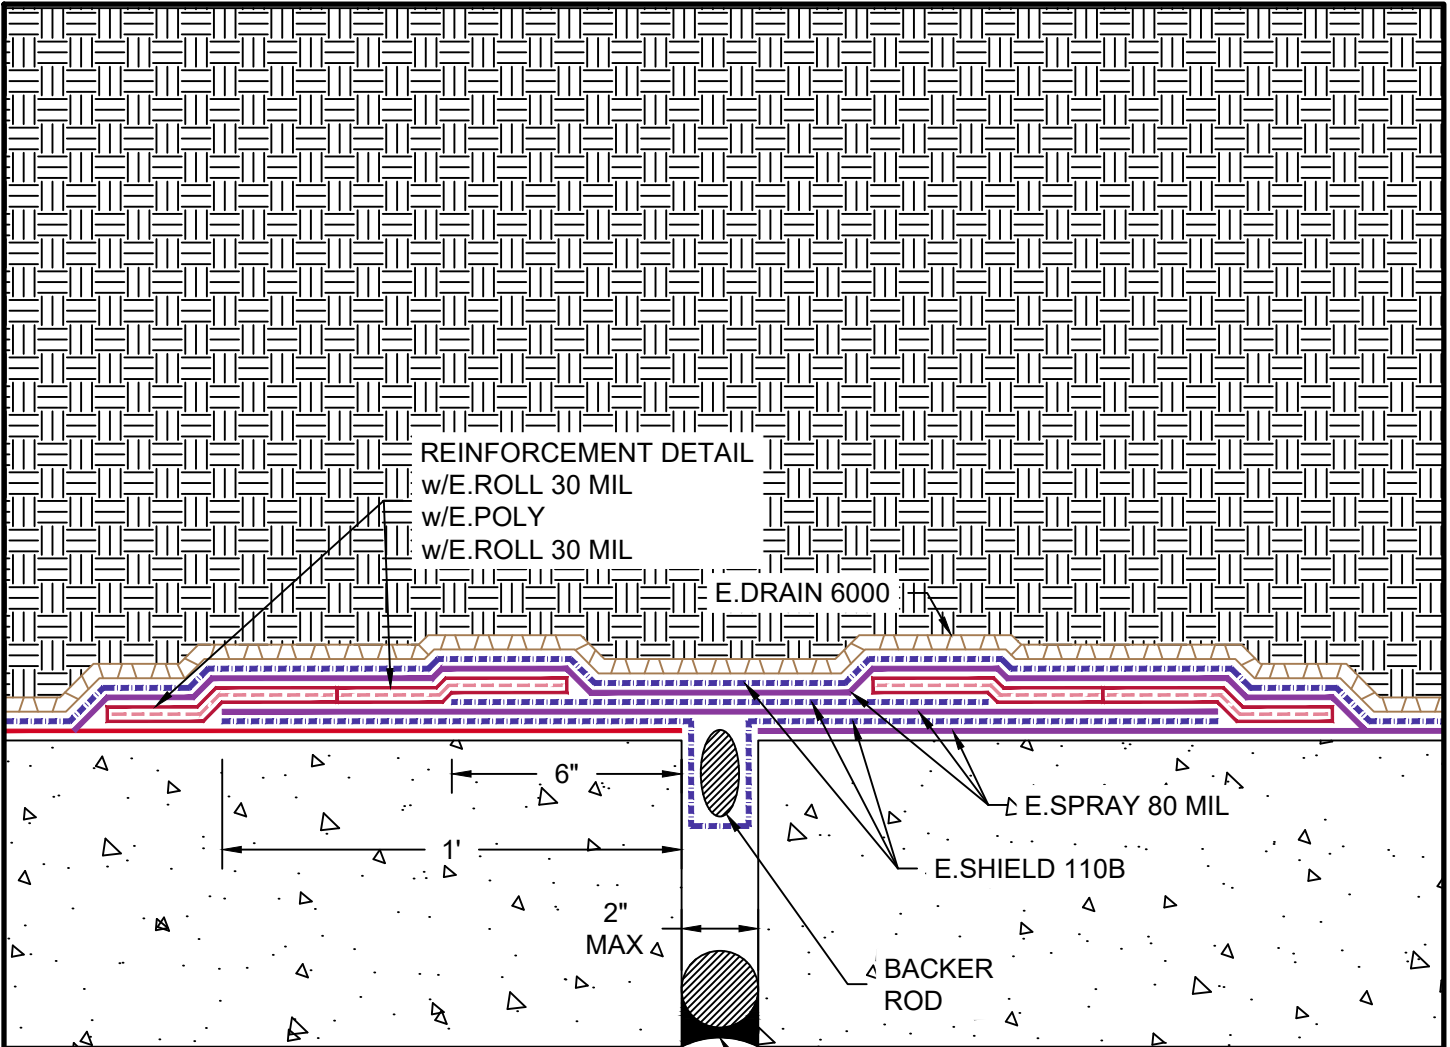 REINFORCEMENT DETAIL
w/E.ROLL 30 MIL
w/E.POLY
w/E.ROLL 30 MIL
E.DRAIN 6000
6"
E.SPRAY 80 MIL
1'
E.SHIELD 110B
2"
MAX
BACKER
ROD